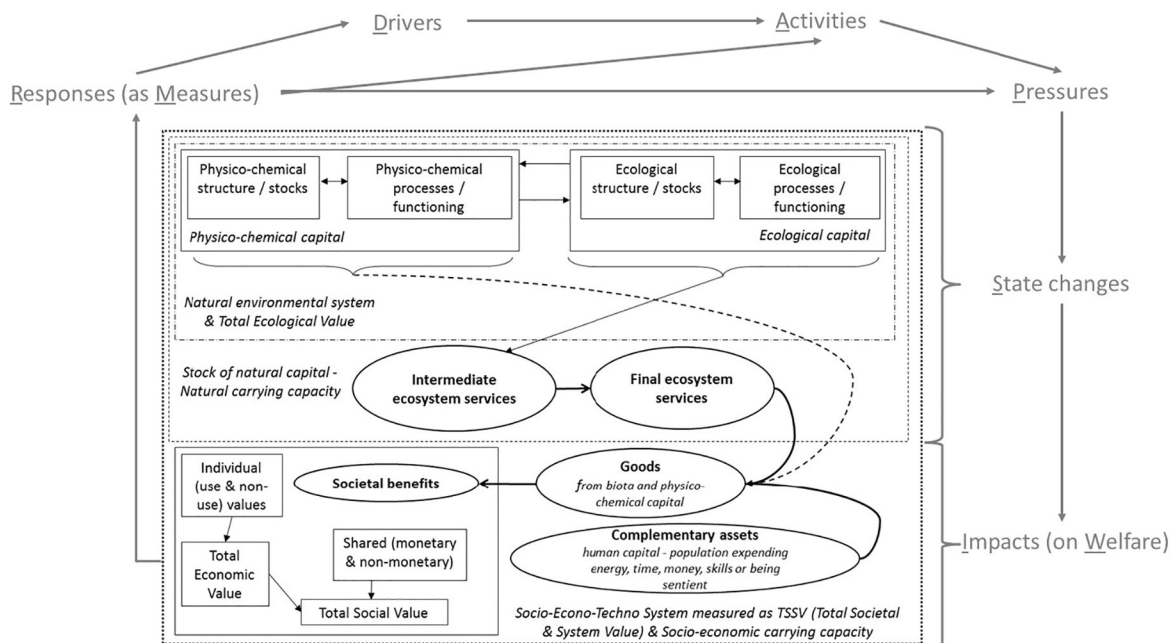 Drivers
Activities
Responses (as Measures)
Pressures
Physico-chemical
structure / stocks
Physico-chemical
processes /
functioning
Ecological
structure / stocks
Ecological
processes /
functioning
Physico-chemical capital
Ecological capital
State changes
Natural environmental system
& Total Ecological Value
Stock of natural capital -
Natural carrying capacity
Intermediate
ecosystem services
Final ecosystem
services
Individual
(use & non-
use) values
Societal benefits
Goods
from biota and physico-
chemical capital
Total
Economic
Value
Shared (monetary
& non-monetary)
Complementary assets
human capital - population expending
energy, time, money, skills or being
sentient
Impacts (on Welfare)
Total Social Value
Socio-Econo-Techno System measured as TSSV (Total Societal
& System Value) & Socio-economic carrying capacity